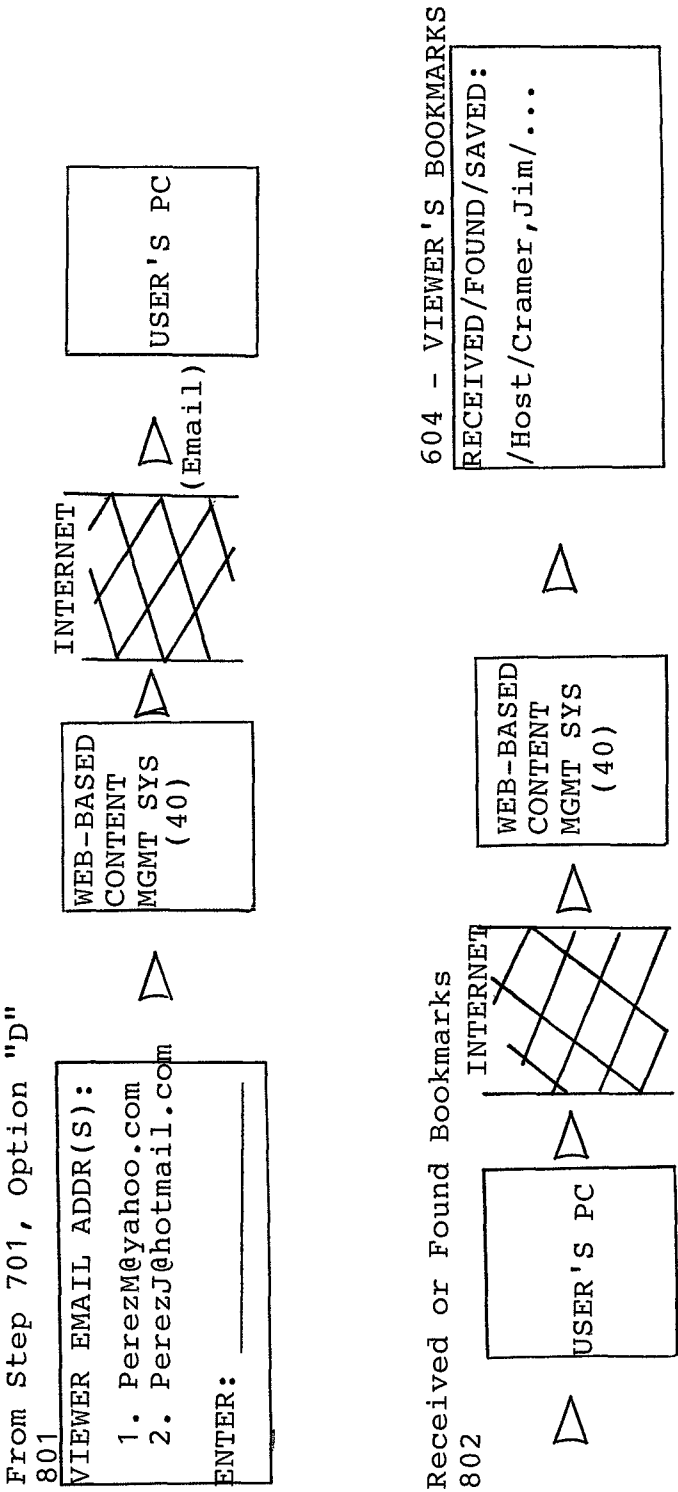 From Step 701, Option "D"
801
VIEWER EMAIL ADDR(S):
1. PerezM@yahoo.com
2. PerezJ@hotmail.com
ENTER:
WEB-BASED
CONTENT
MGMT SYS
(40)
INTERNET
(Email)
USER'S PC
Received or Found Bookmarks
802
USER'S PC
INTERNET
WEB-BASED
CONTENT
MGMT SYS
(40)
604 - VIEWER'S BOOKMARKS
RECEIVED/FOUND/SAVED:
/Host/Cramer,Jim/...